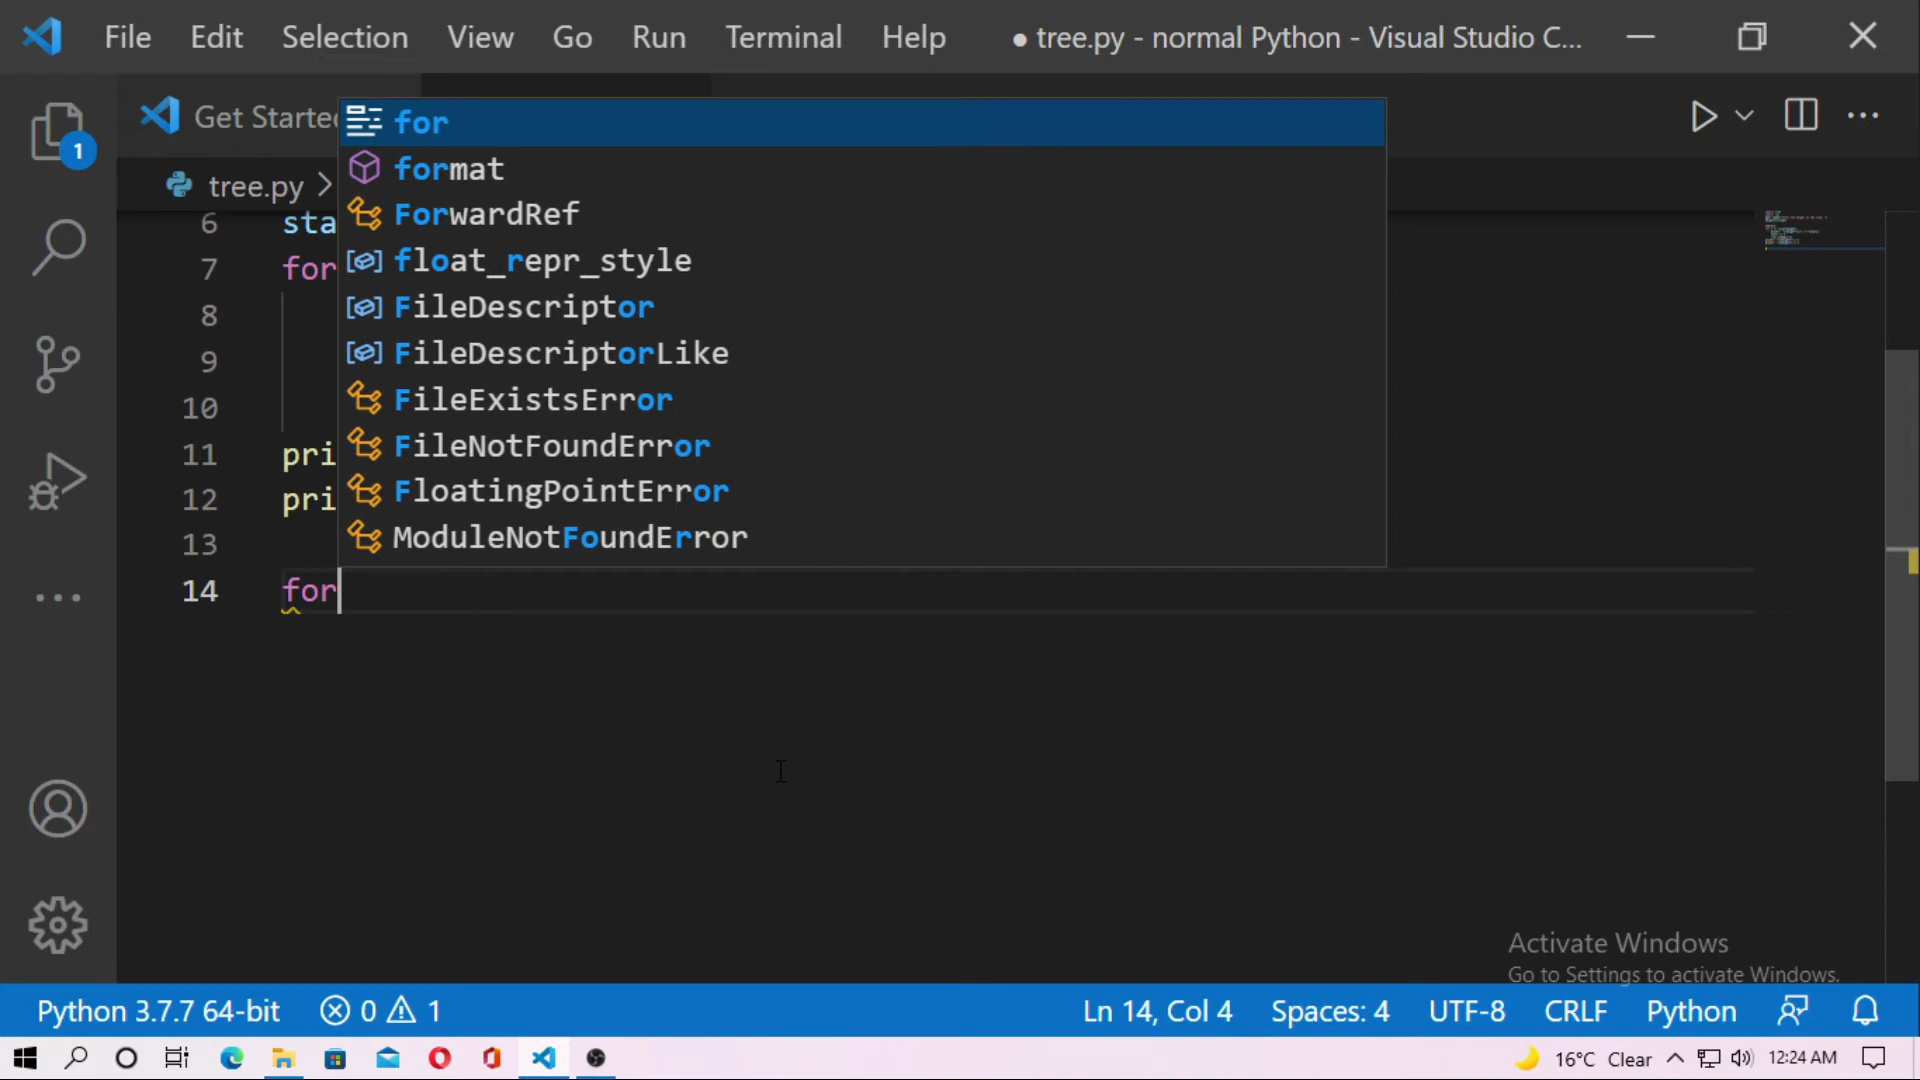 File Edit Selection View Go Run Terminal Help ● tree.py - normal Python - Visual Studio C...
Get Starte
tree.py >
1
for
format
ForwardRef
float_repr_style
FileDescriptor
FileDescriptorLike
FileExistsError
FileNotFoundError
FloatingPointError
ModuleNotFoundError
6 sta
7 for
8
9
10
11 pri
12 pri
13
14 for
Activate Windows
Go to Settings to activate Windows.
Python 3.7.7 64-bit 0 1 Ln 14, Col 4 Spaces: 4 UTF-8 CRLF Python
16°C Clear 12:24 AM